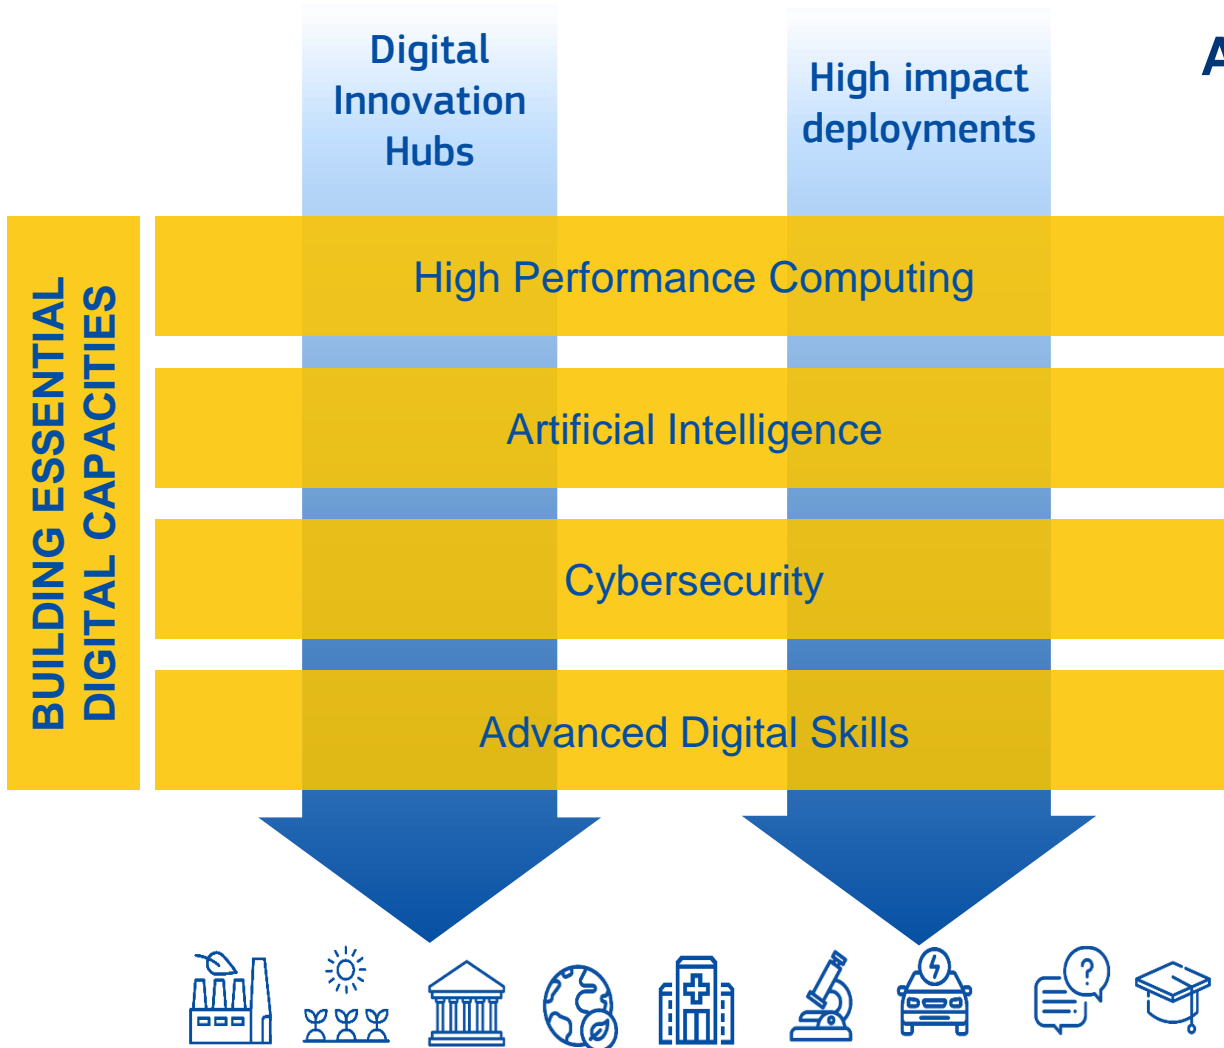 Digital
Innovation
Hubs
High impact
deployments
A
BUILDING ESSENTIAL
DIGITAL CAPACITIES
High Performance Computing
Artificial Intelligence
Cybersecurity
Advanced Digital Skills
?